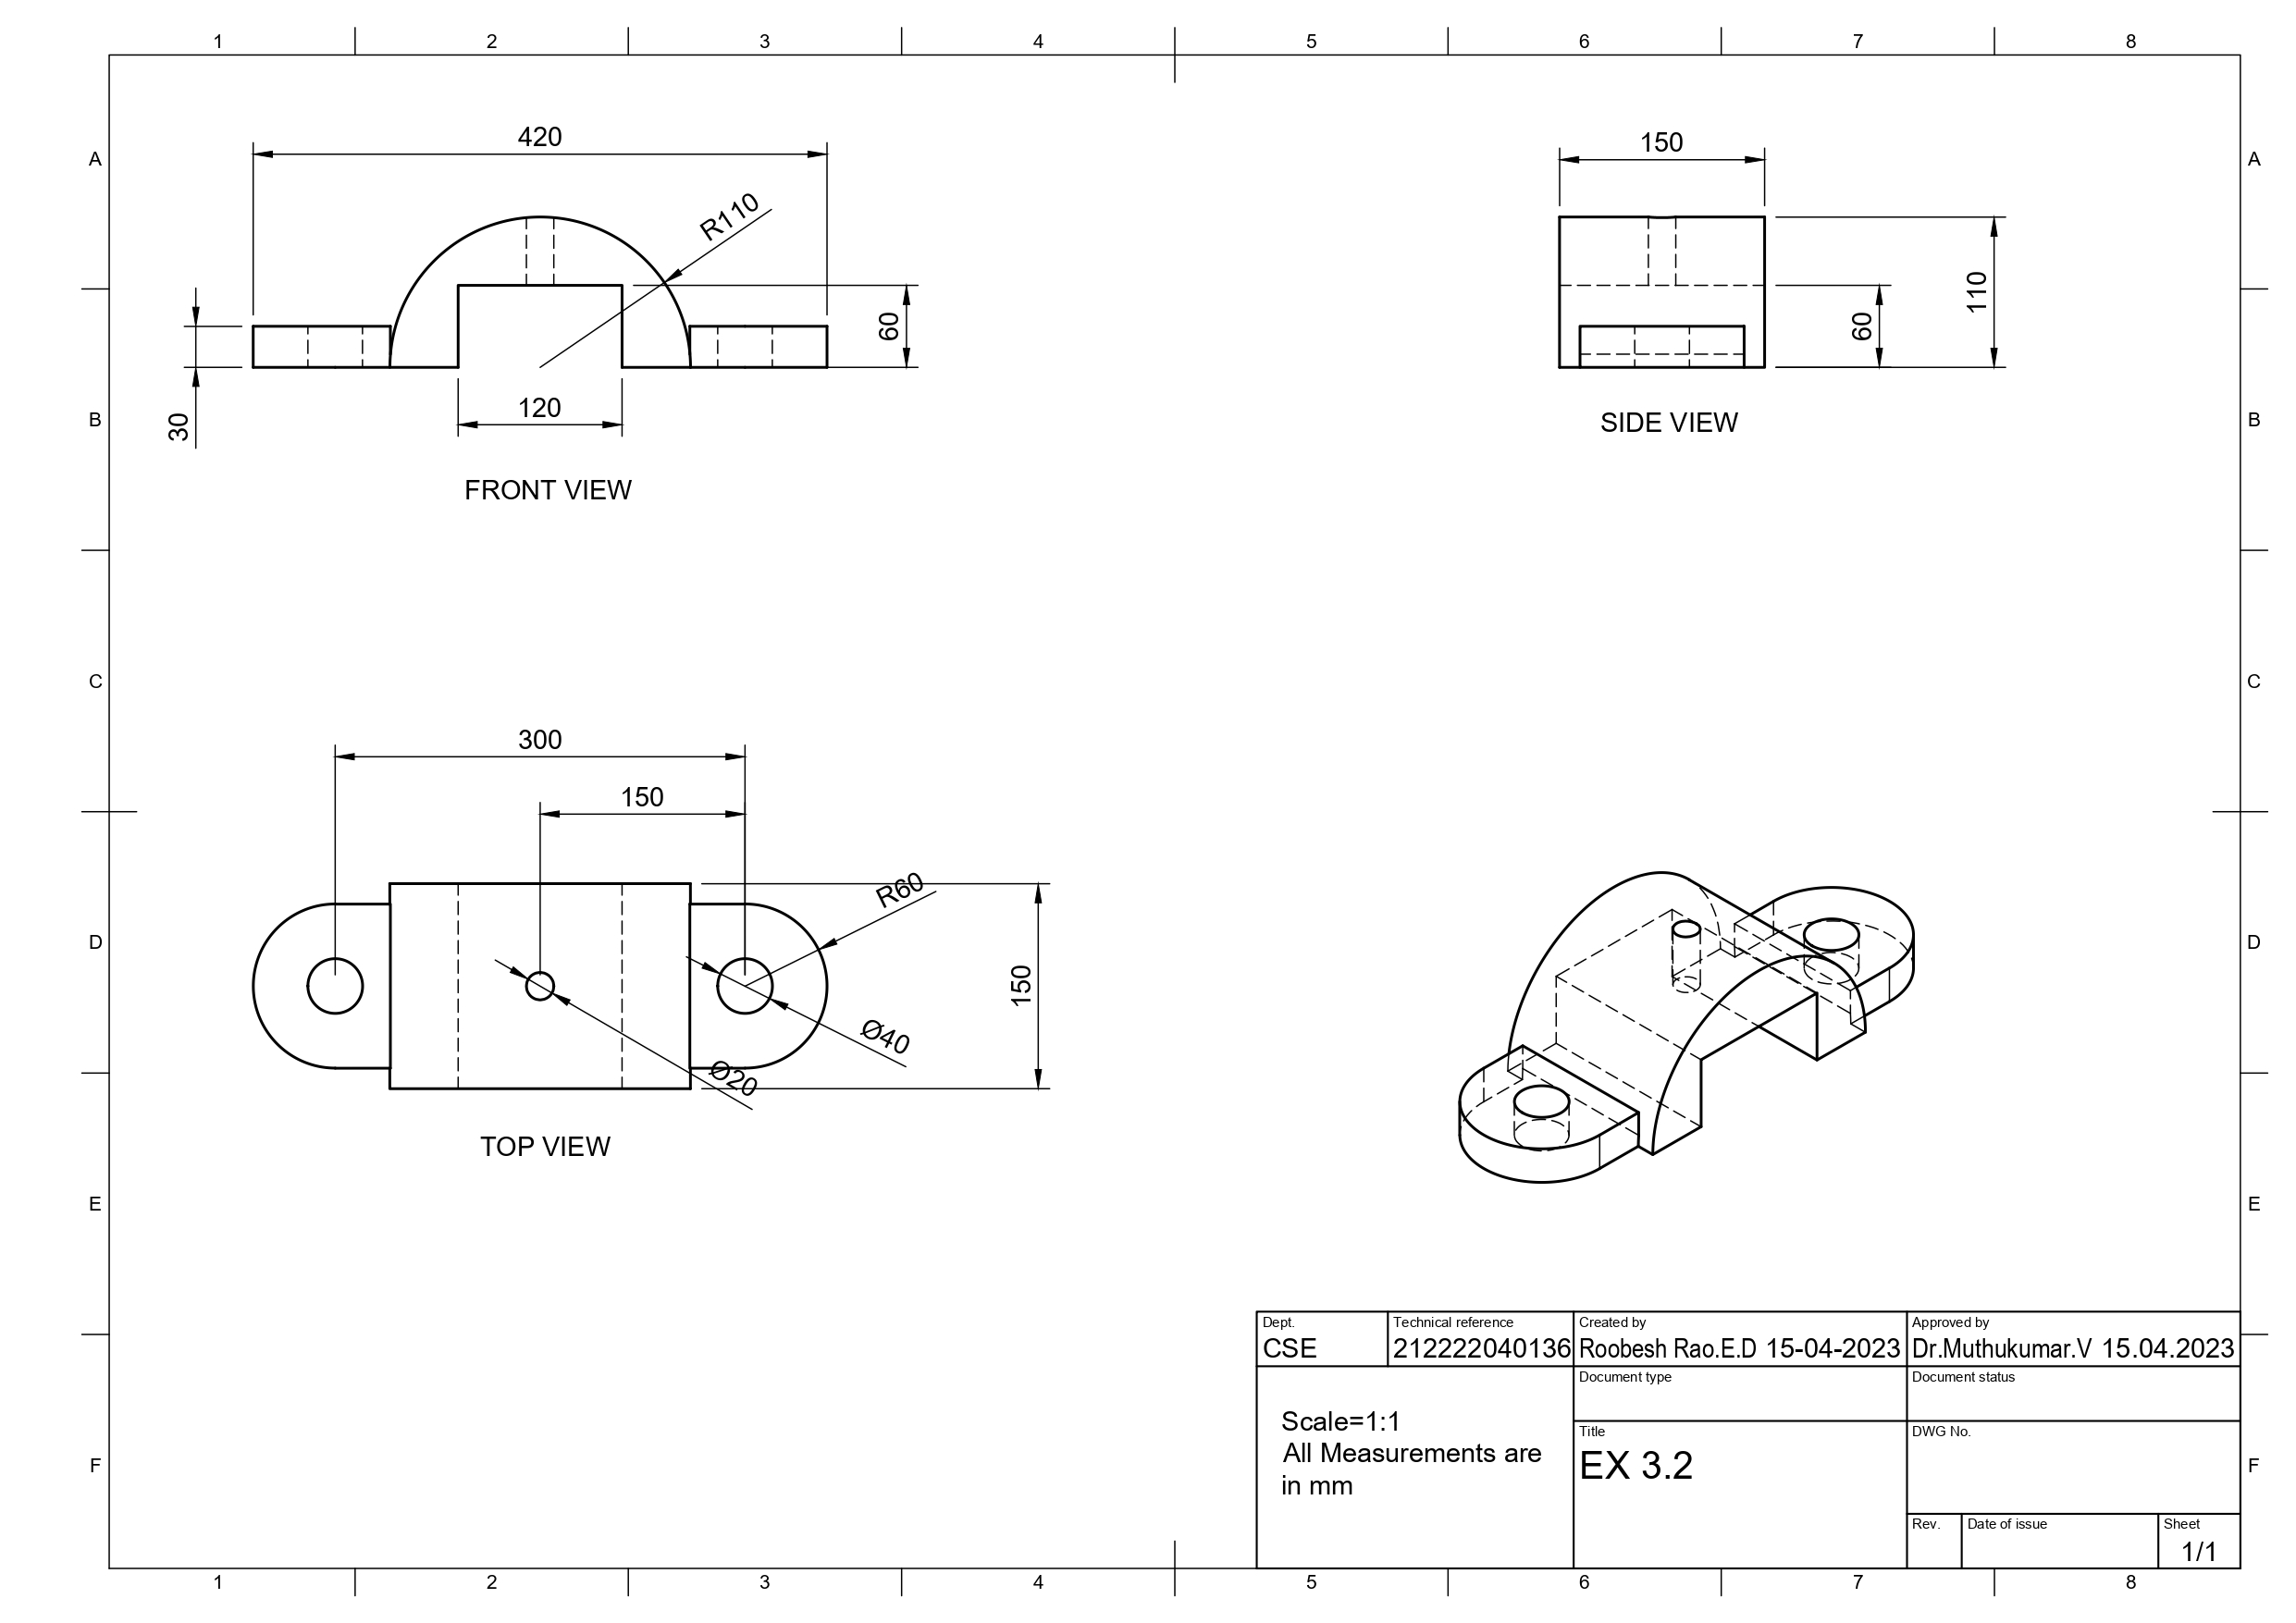 1 2 3 4 5 6 7 8
A A
420
150
R110
110
60
60
30
120
B B
FRONT VIEW
SIDE VIEW
C C
300
150
R60
150
D D
Ø40
Ø20
TOP VIEW
E E
Dept. Technical reference Created by Approved by
CSE 212222040136 Roobesh Rao.E.D 15-04-2023 Dr.Muthukumar.V 15.04.2023
Document type Document status
Scale=1:1
All Measurements are
in mm
Title DWG No.
EX 3.2
F F
Rev. Date of issue Sheet
1/1
1 2 3 4 5 6 7 8